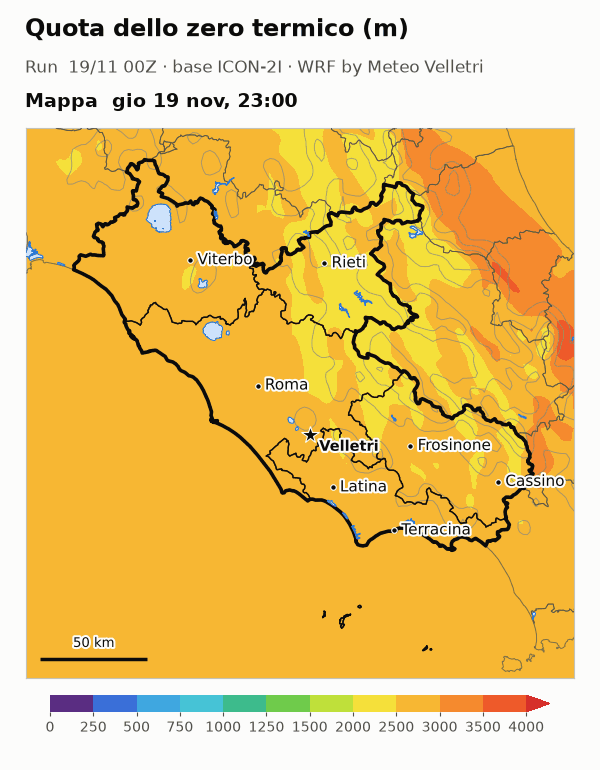 Quota dello zero termico (m)
Run 19/11 00Z · base ICON-2I · WRF by Meteo Velletri
Mappa gio 19 nov, 23:00
Viterbo
Rieti
Roma
Velletri
Frosinone
Cassino
Latina
Terracina
50 km
0 250 500 750 1000 1250 1500 2000 2500 3000 3500 4000